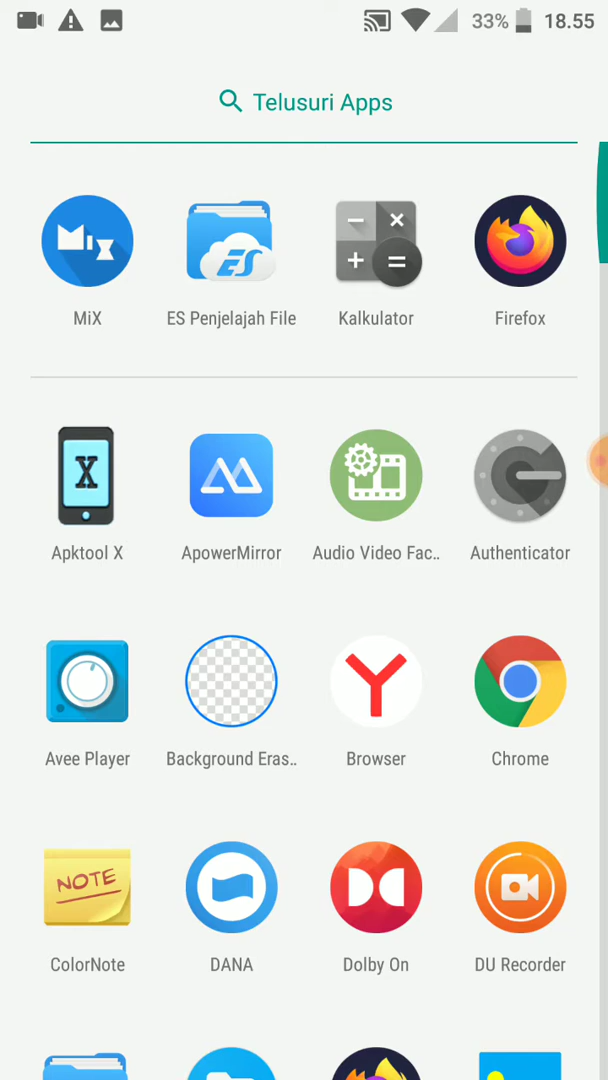 33% 18.55
Telusuri Apps
MiX ES Penjelajah File Kalkulator Firefox
Apktool X ApowerMirror Audio Video Fac.. Authenticator
Avee Player Background Eras.. Browser Chrome
NOTE
ColorNote DANA Dolby On DU Recorder